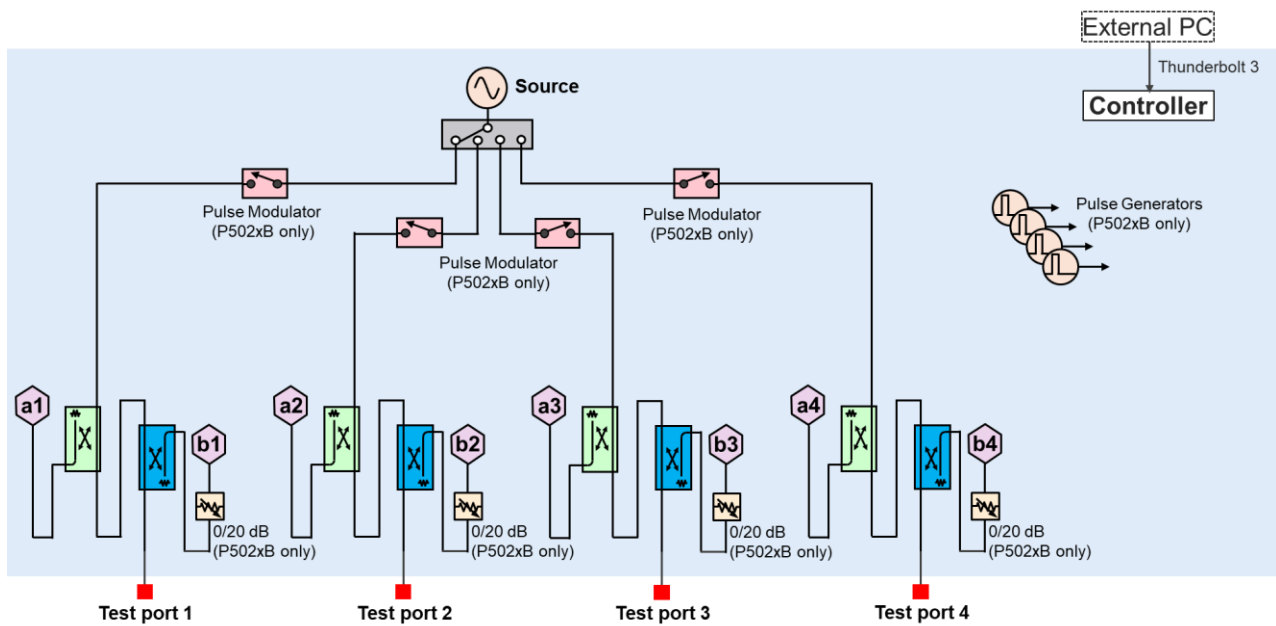 External PC
Thunderbolt 3
Controller
Source
Pulse Modulator
(P502xB only)
Pulse Modulator
(P502xB only)
Pulse Modulator
(P502xB only)
Pulse Generators
(P502xB only)
a1
b1
a2
b2
a3
b3
a4
b4
0/20 dB
(P502xB only)
0/20 dB
(P502xB only)
0/20 dB
(P502xB only)
0/20 dB
(P502xB only)
Test port 1
Test port 2
Test port 3
Test port 4